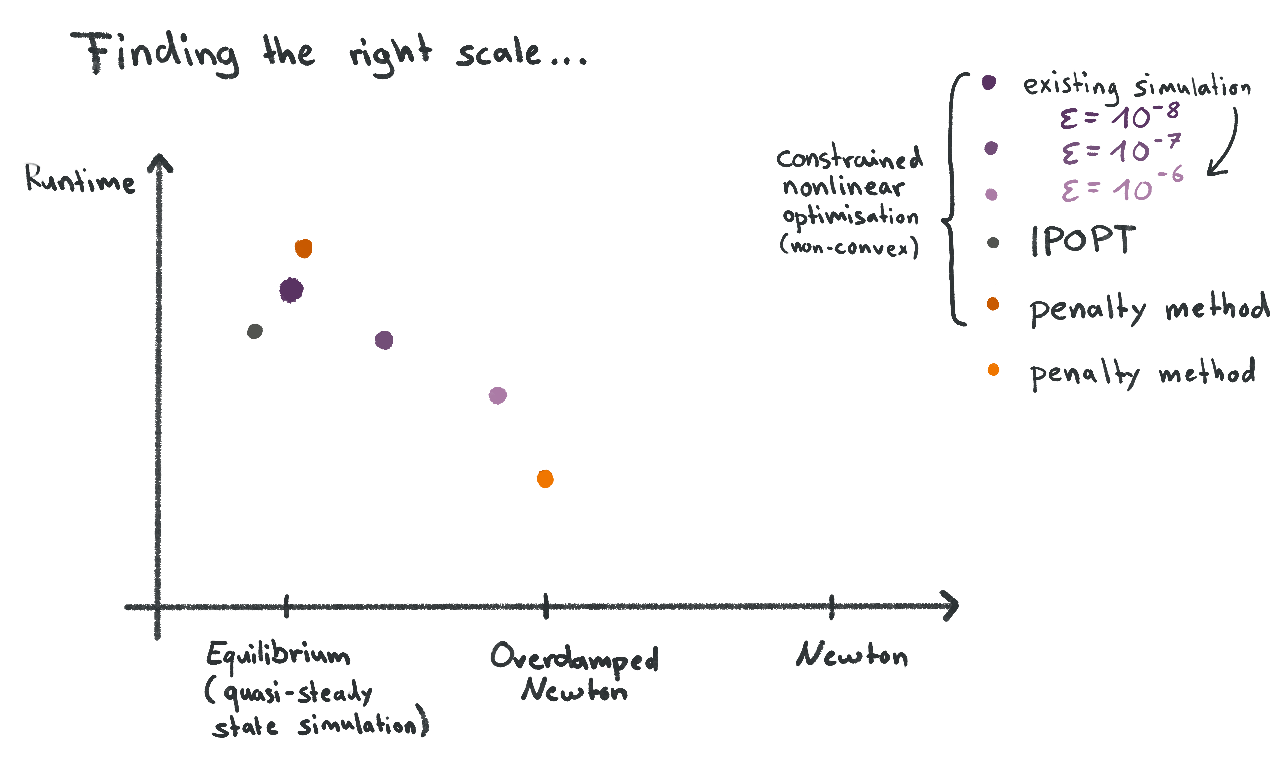 Finding the right scale...
Runtime
constrained
nonlinear
optimisation
(non-convex)
existing simulation
ε = 10⁻⁸
ε = 10⁻⁷
ε = 10⁻⁶
IPOPT
penalty method
penalty method
Equilibrium
(quasi-steady
state simulation)
Overdamped
Newton
Newton